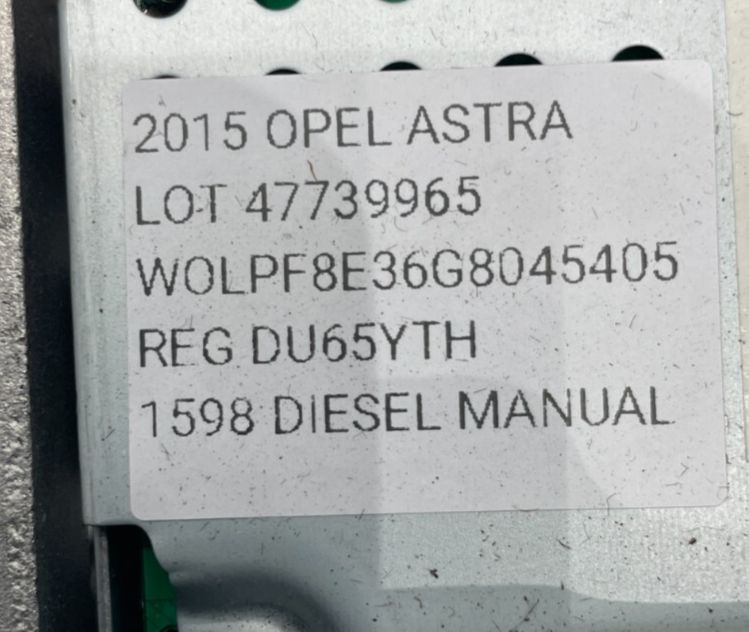 2015 OPEL ASTRA
LOT 47739965
WOLPF8E36G8045405
REG DU65YTH
1598 DIESEL MANUAL